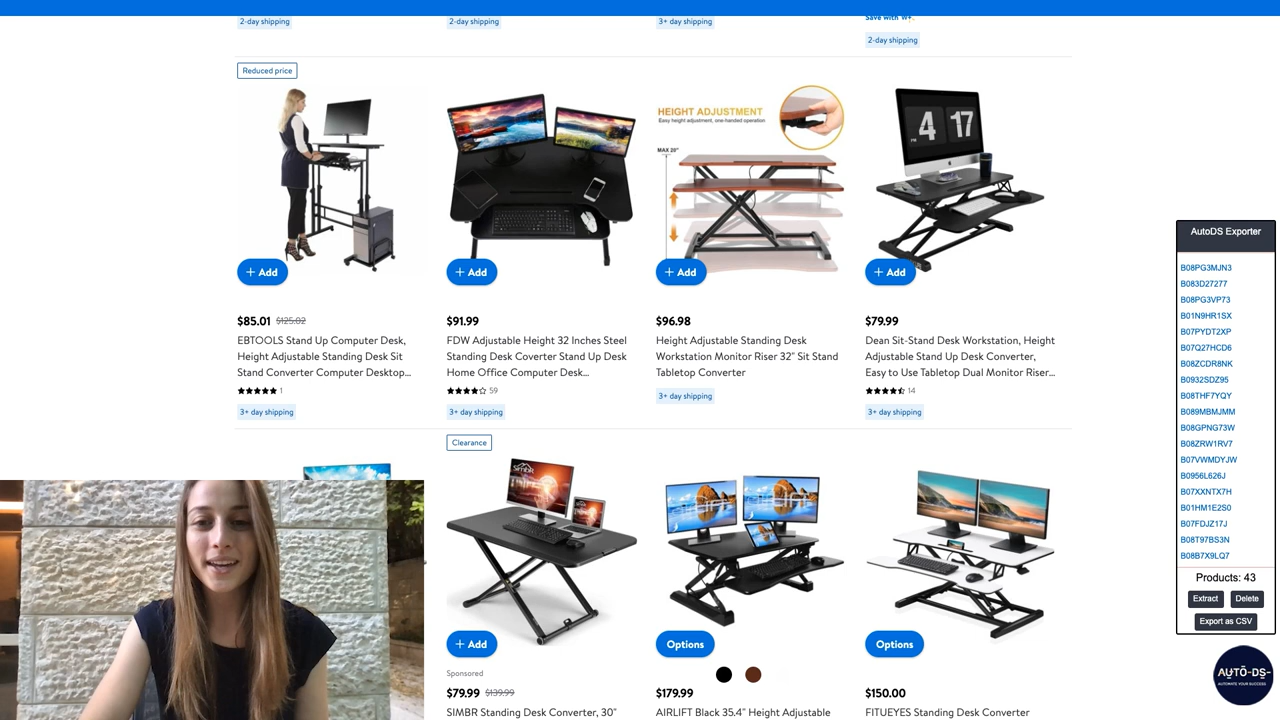 2-day shipping
2-day shipping
3+ day shipping
Save with W+.
2-day shipping
Reduced price
HEIGHT ADJUSTMENT
Easy height adjustment, one-handed operation
MAX 20"
4 17
+ Add
+ Add
+ Add
+ Add
$85.01 $125.02
EBTOOLS Stand Up Computer Desk,
Height Adjustable Standing Desk Sit
Stand Converter Computer Desktop...
1
3+ day shipping
$91.99
FDW Adjustable Height 32 Inches Steel
Standing Desk Coverter Stand Up Desk
Home Office Computer Desk...
59
3+ day shipping
$96.98
Height Adjustable Standing Desk
Workstation Monitor Riser 32" Sit Stand
Tabletop Converter
3+ day shipping
$79.99
Dean Sit-Stand Desk Workstation, Height
Adjustable Stand Up Desk Converter,
Easy to Use Tabletop Dual Monitor Riser...
14
3+ day shipping
Clearance
SIMBR
+ Add
Options
Options
Sponsored
$79.99 $139.99
SIMBR Standing Desk Converter, 30"
$179.99
AIRLIFT Black 35.4" Height Adjustable
$150.00
FITUEYES Standing Desk Converter
AutoDS Exporter
B08PG3MJN3
B083D27277
B08PG3VP73
B01N9HR1SX
B07PYDT2XP
B07Q27HCD6
B08ZCDR8NK
B0932SDZ95
B08THF7YQY
B089MBMJMM
B08GPNG73W
B08ZRW1RV7
B07VWMDYJW
B0956L626J
B07XXNTX7H
B01HM1E2S0
B07FDJZ17J
B08T97BS3N
B08B7X9LQ7
Products: 43
Extract Delete
Export as CSV
AUTO-DS-
AUTOMATE YOUR SUCCESS